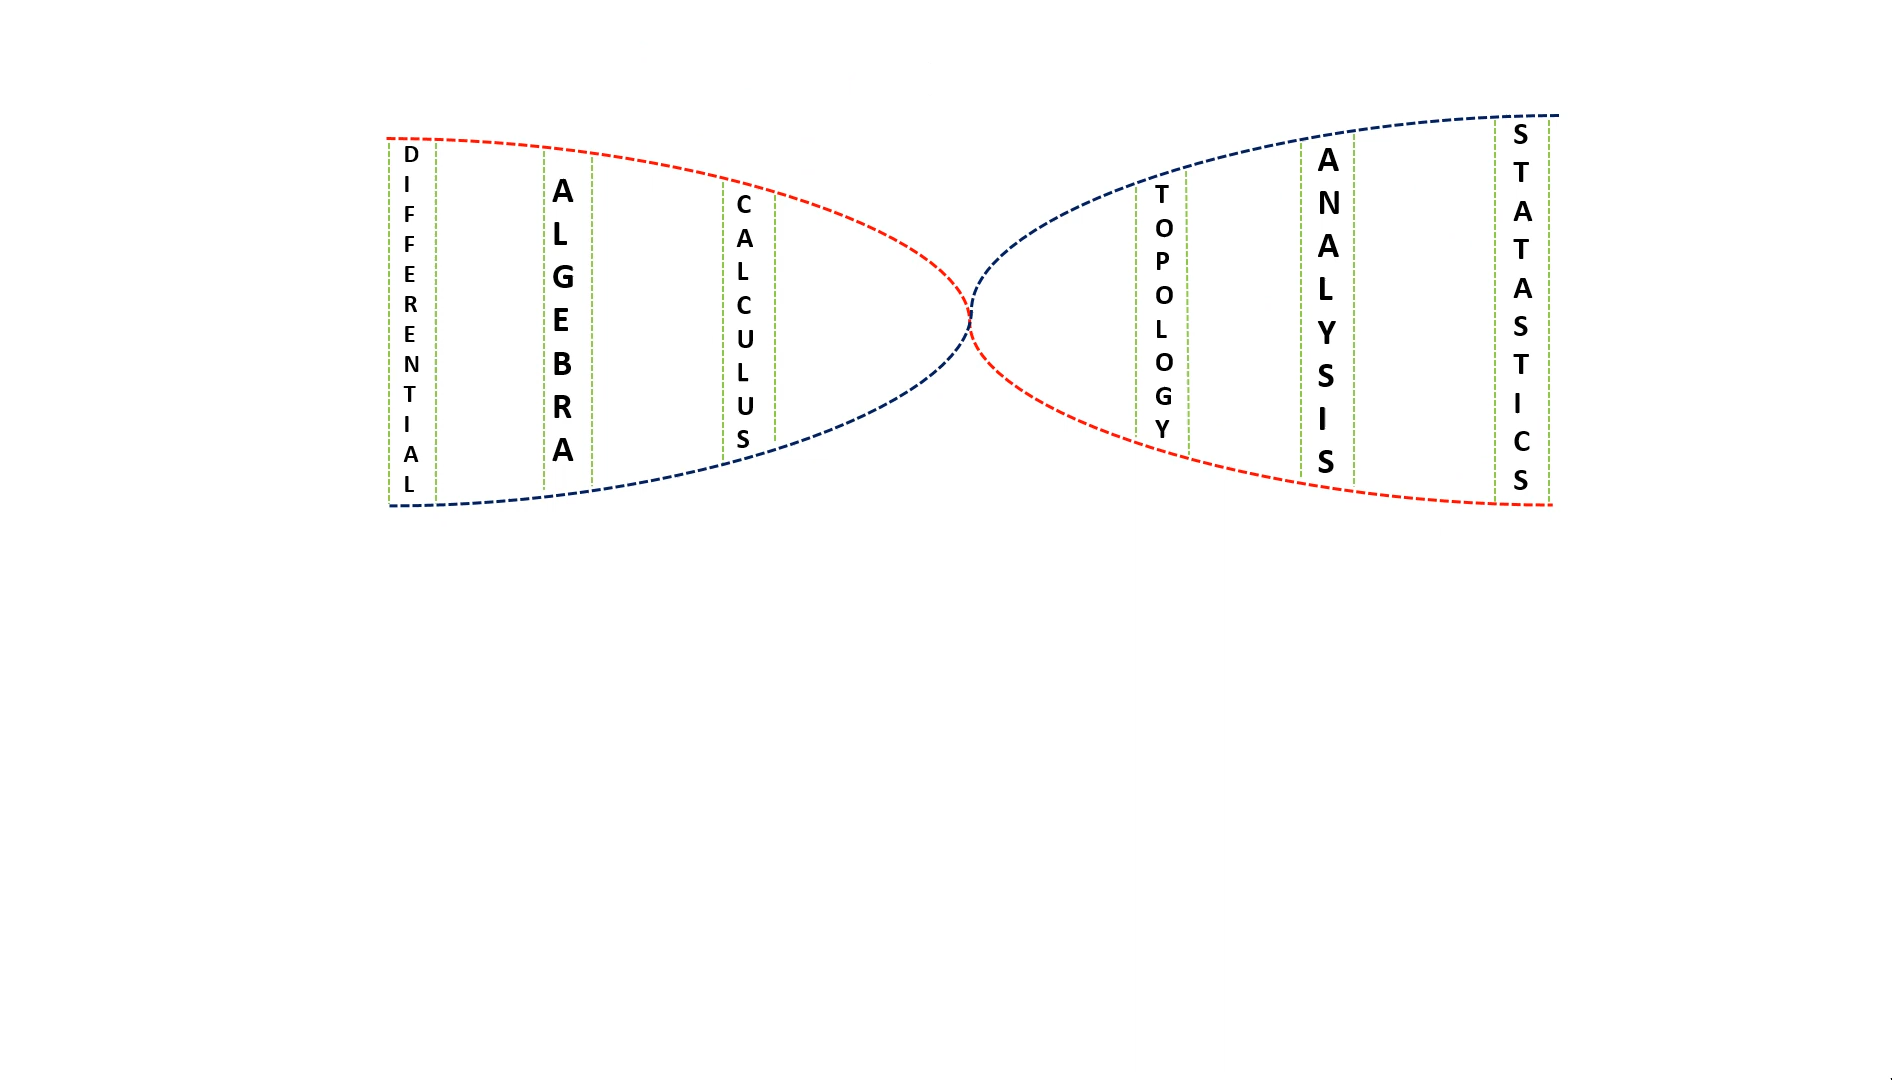 DIFFERENTIAL
ALGEBRA
CALCULUS
TOPOLOGY
ANALYSIS
STATASTICS